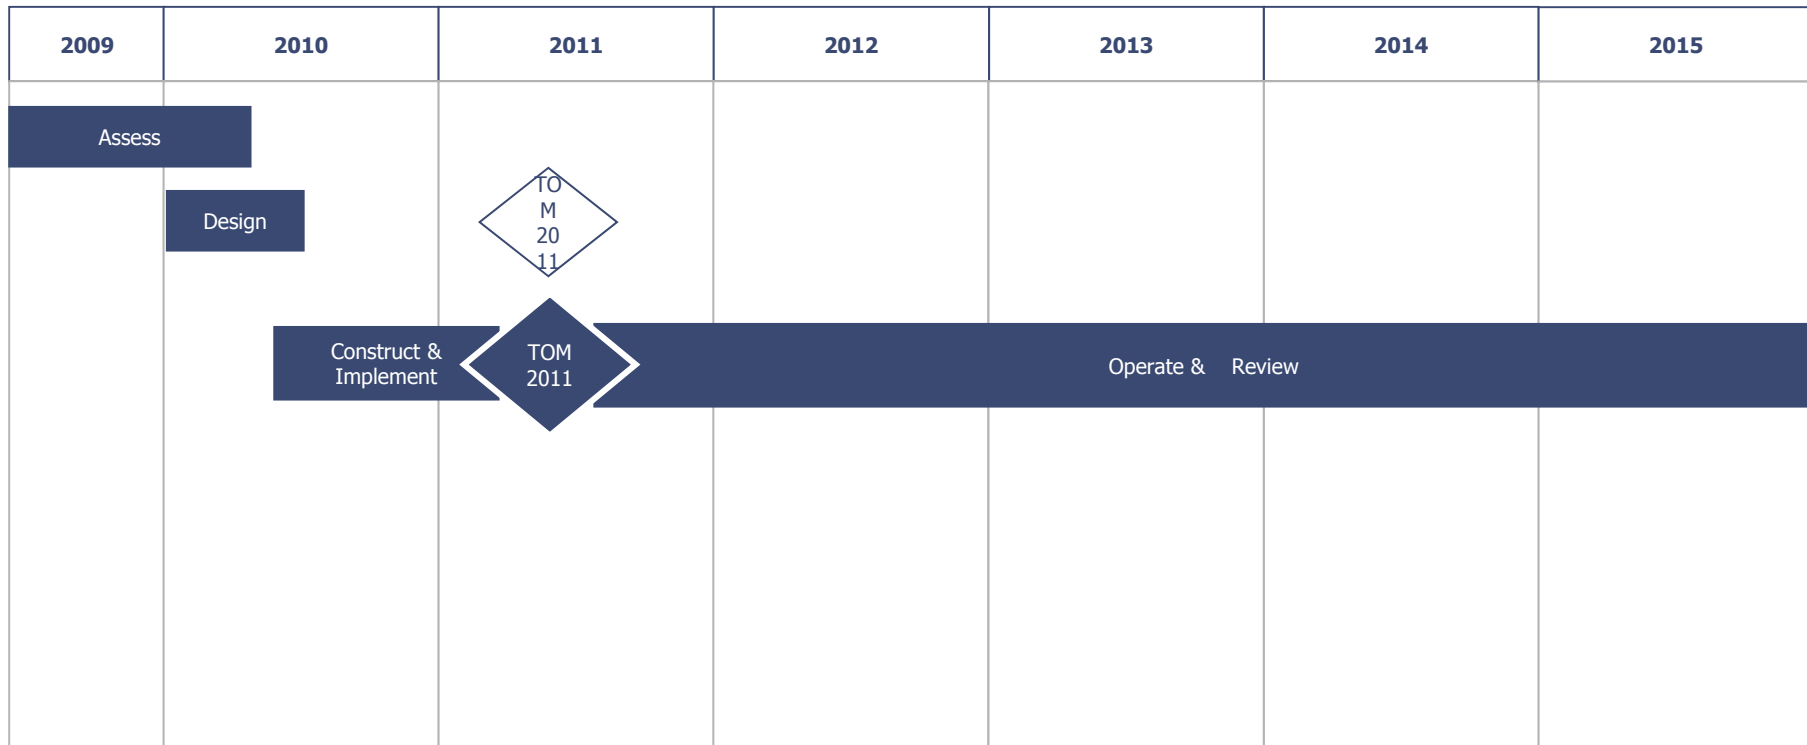 2009 2010 2011 2012 2013 2014 2015
Assess
Design
TO
M
20
11
Construct &
Implement
TOM
2011
Operate & Review